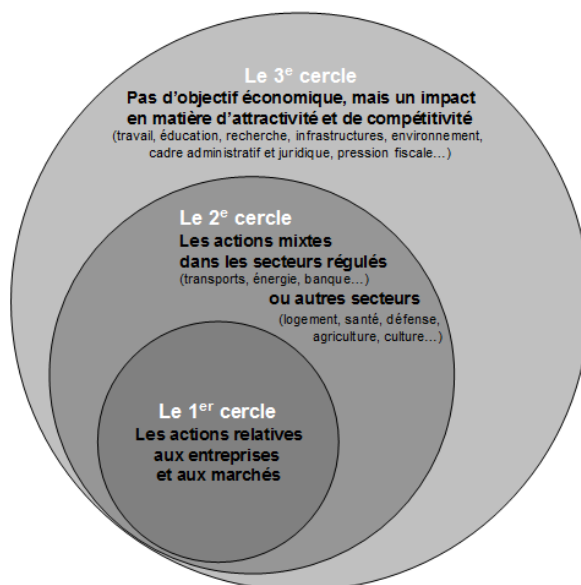 Le 3e cercle
Pas d’objectif économique, mais un impact
en matière d’attractivité et de compétitivité
(travail, éducation, recherche, infrastructures, environnement,
cadre administratif et juridique, pression fiscale…)
Le 2e cercle
Les actions mixtes
dans les secteurs régulés
(transports, énergie, banque…)
ou autres secteurs
(logement, santé, défense,
agriculture, culture…)
Le 1er cercle
Les actions relatives
aux entreprises
et aux marchés